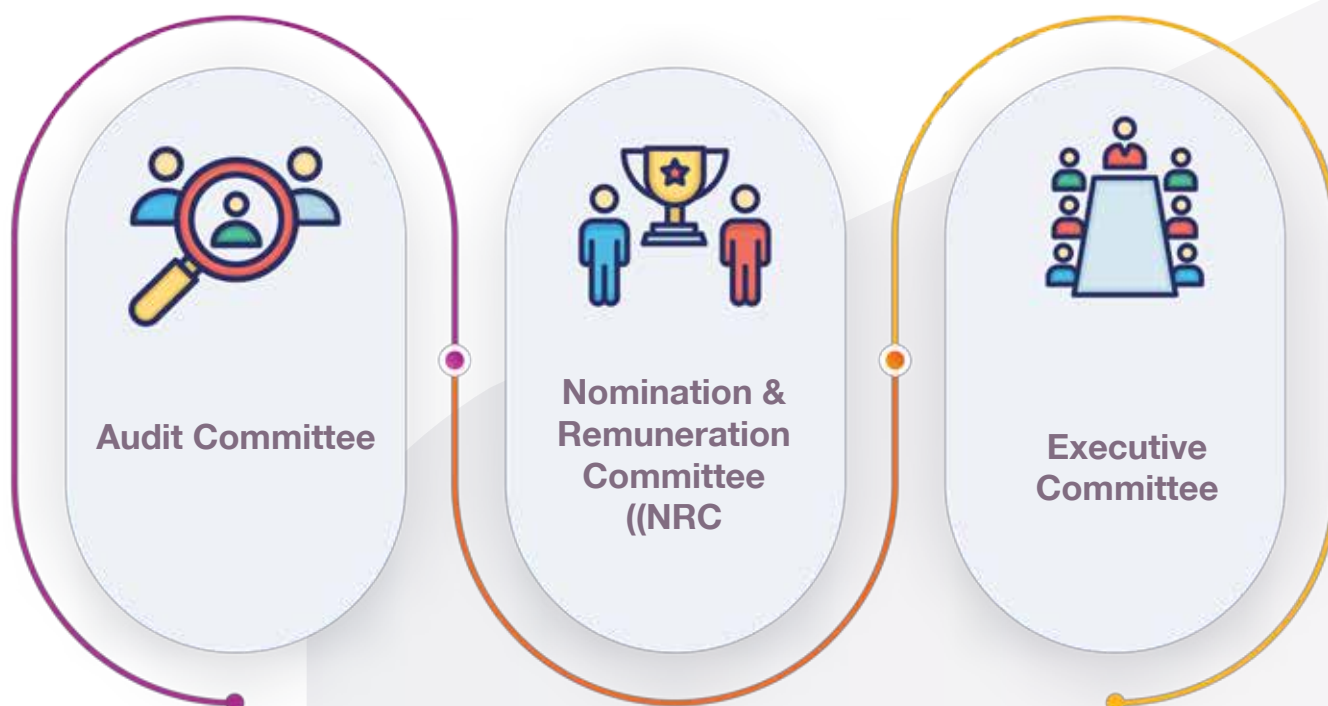 Audit Committee
Nomination &
Remuneration
Committee
((NRC
Executive
Committee